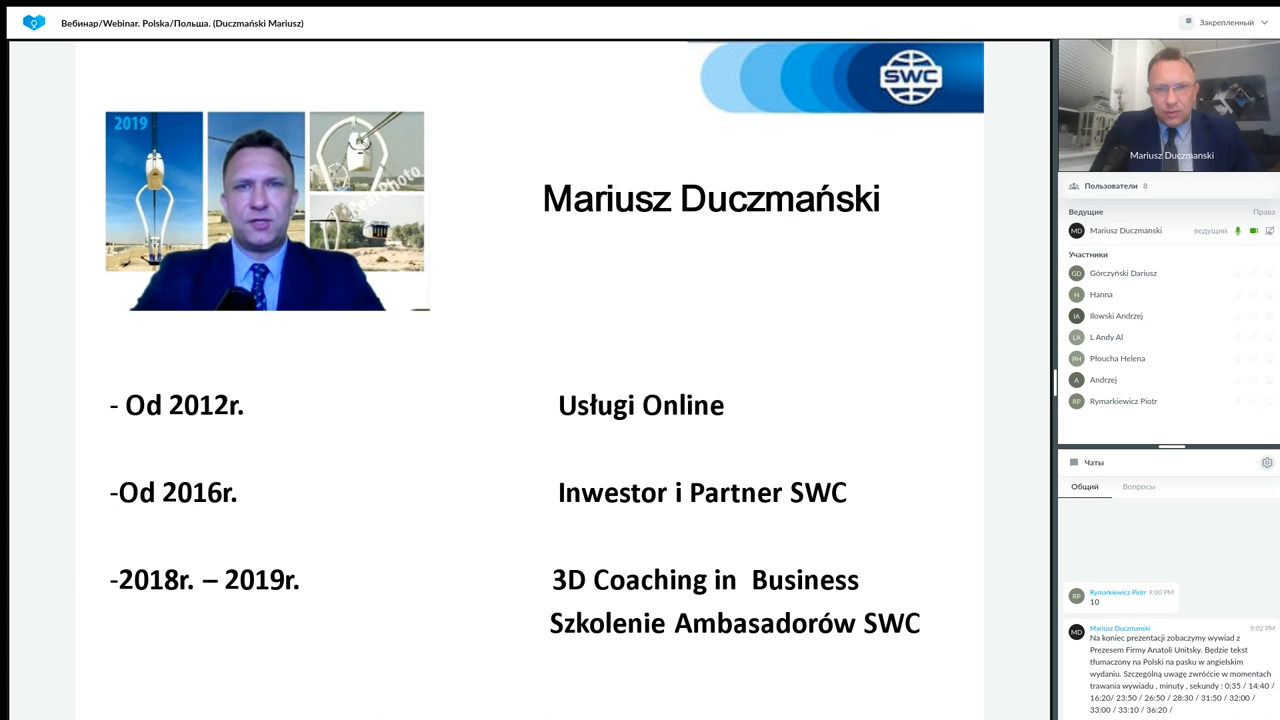 Вебинар/Webinar. Polska/Польша. (Duczmański Mariusz)
Закрепленный
SWC
2019
Mariusz Duczmański
- Od 2012r. Usługi Online
-Od 2016r. Inwestor i Partner SWC
-2018r. – 2019r. 3D Coaching in Business
Szkolenie Ambasadorów SWC
Mariusz Duczmanski
Пользователи 8
Ведущие Права
MD Mariusz Duczmanski ведущий
Участники
GD Górczyński Dariusz
H Hanna
IA Ilowski Andrzej
LA L Andy Al
PH Płoucha Helena
A Andrzej
RP Rymarkiewicz Piotr
Чаты
Общий Вопросы
RP Rymarkiewicz Piotr 9:00 PM
10
MD Mariusz Duczmanski 9:02 PM
Na koniec prezentacji zobaczymy wywiad z
Prezesem Firmy Anatoli Unitsky. Będzie tekst
tłumaczony na Polski na pasku w angielskim
wydaniu. Szczególną uwagę zwróćcie w momentach
trawania wywiadu , minuty , sekundy : 0:35 / 14:40 /
16:20/ 23:50 / 26:50 / 28:30 / 31:50 / 32:00 /
33:00 / 33:10 / 36:20 /